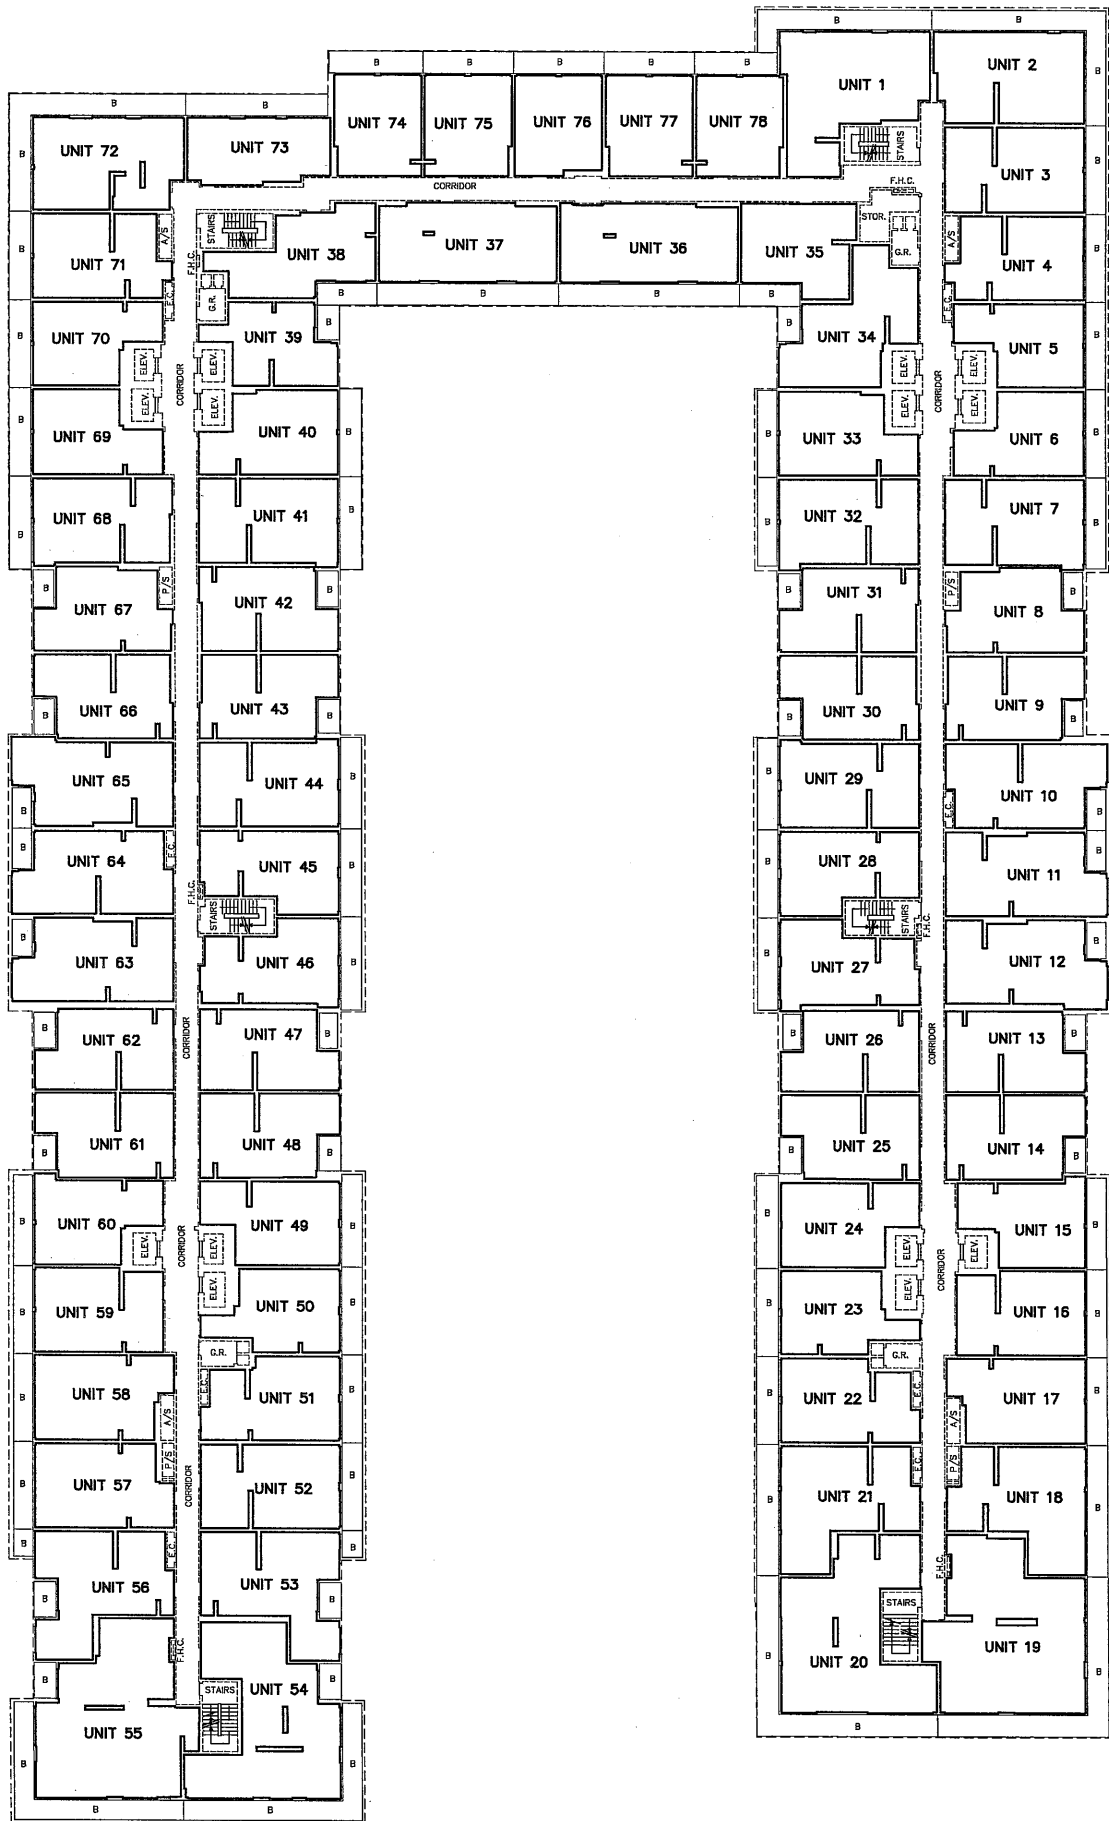 B
B
UNIT 1
UNIT 2
B
B
B
B
B
B
B
B
UNIT 72
UNIT 73
UNIT 74
UNIT 75
UNIT 76
UNIT 77
UNIT 78
STAIRS
UNIT 3
B
B
CORRIDOR
F.H.C.
STOR.
G.R.
STAIRS
UNIT 38
UNIT 37
UNIT 36
UNIT 35
A/S
UNIT 4
B
B
UNIT 71
A/S
F.H.C.
E.C.
G.R.
B
B
B
B
E.C.
B
UNIT 70
UNIT 39
B
B
UNIT 34
UNIT 5
B
ELEV.
ELEV.
ELEV.
ELEV.
CORRIDOR
CORRIDOR
ELEV.
ELEV.
ELEV.
ELEV.
B
UNIT 69
UNIT 40
B
B
UNIT 33
UNIT 6
B
B
UNIT 68
UNIT 41
B
B
UNIT 32
UNIT 7
B
B
UNIT 67
P/S
UNIT 42
B
B
UNIT 31
P/S
UNIT 8
B
B
UNIT 66
UNIT 43
B
B
UNIT 30
UNIT 9
B
UNIT 65
UNIT 44
B
B
UNIT 29
E.C.
UNIT 10
B
B
B
UNIT 64
E.C.
UNIT 45
B
B
UNIT 28
UNIT 11
B
F.H.C.
STAIRS
STAIRS
F.H.C.
B
UNIT 63
UNIT 46
B
B
UNIT 27
UNIT 12
B
B
UNIT 62
CORRIDOR
UNIT 47
B
B
UNIT 26
CORRIDOR
UNIT 13
B
B
UNIT 61
UNIT 48
B
B
UNIT 25
UNIT 14
B
B
UNIT 60
ELEV.
CORRIDOR
ELEV.
UNIT 49
B
B
UNIT 24
ELEV.
CORRIDOR
ELEV.
UNIT 15
B
B
UNIT 59
ELEV.
UNIT 50
B
B
UNIT 23
ELEV.
UNIT 16
B
G.R.
G.R.
B
UNIT 58
A/S
E.C.
UNIT 51
B
B
UNIT 22
E.C.
A/S
UNIT 17
B
B
UNIT 57
P/S
CORRIDOR
UNIT 52
B
B
UNIT 21
E.C.
P/S
UNIT 18
B
B
E.C.
B
B
UNIT 56
UNIT 53
B
F.H.C.
STAIRS
F.H.C.
B
UNIT 20
UNIT 19
B
B
STAIRS
UNIT 54
B
B
UNIT 55
B
B
B
B
B